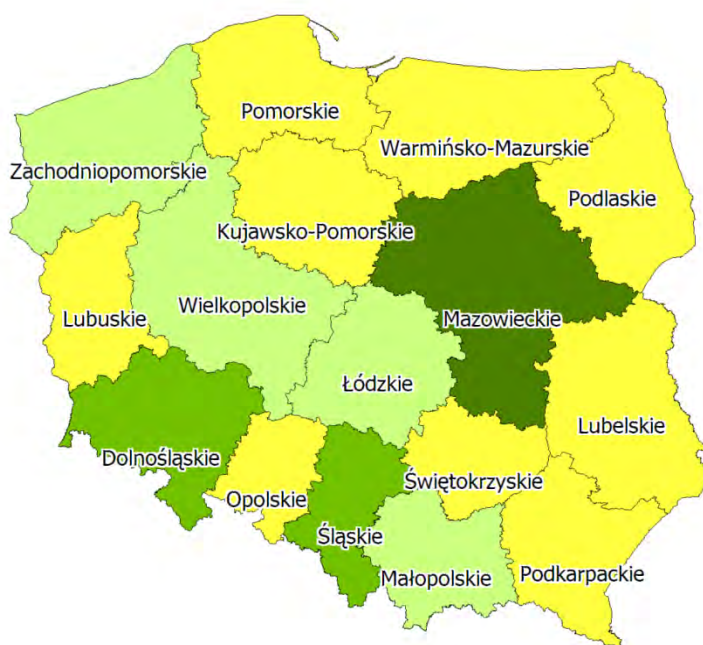 Pomorskie
Warmińsko-Mazurskie
Zachodniopomorskie
Podlaskie
Kujawsko-Pomorskie
Wielkopolskie
Lubuskie
Mazowieckie
Łódzkie
Lubelskie
Dolnośląskie
Świętokrzyskie
Opolskie
Śląskie
Małopolskie
Podkarpackie